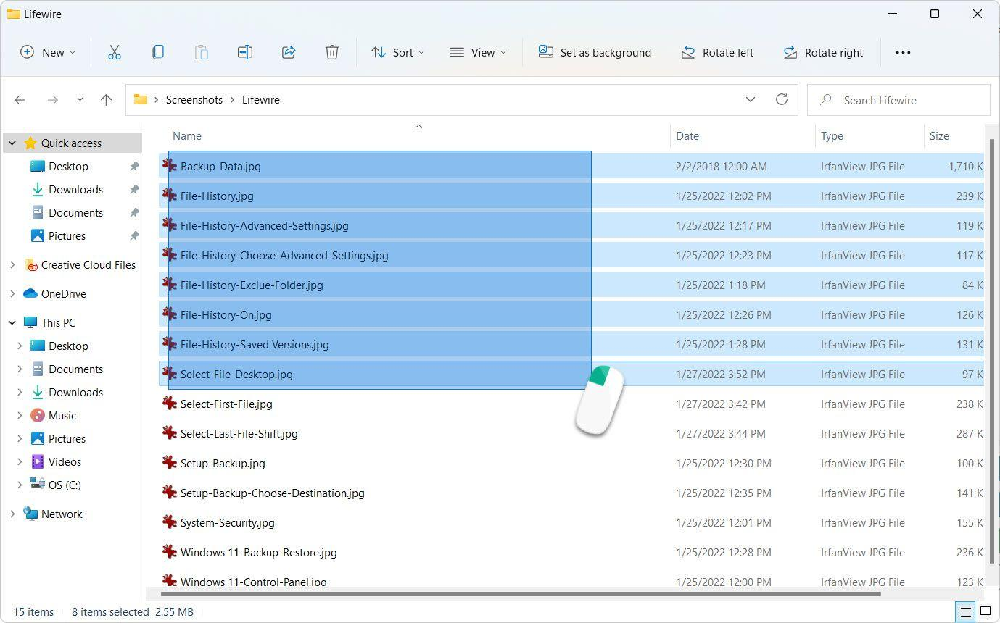 Lifewire
New
Sort
View
Set as background
Rotate left
Rotate right
Screenshots > Lifewire
Search Lifewire
Quick access
Desktop
Downloads
Documents
Pictures
Creative Cloud Files
OneDrive
This PC
Desktop
Documents
Downloads
Music
Pictures
Videos
OS (C:)
Network
Name Date Type Size
Backup-Data.jpg 2/2/2018 12:00 AM IrfanView JPG File 1,710 K
File-History.jpg 1/25/2022 12:02 PM IrfanView JPG File 239 K
File-History-Advanced-Settings.jpg 1/25/2022 12:17 PM IrfanView JPG File 119 K
File-History-Choose-Advanced-Settings.jpg 1/25/2022 12:23 PM IrfanView JPG File 117 K
File-History-Exclue-Folder.jpg 1/25/2022 1:18 PM IrfanView JPG File 84 K
File-History-On.jpg 1/25/2022 12:26 PM IrfanView JPG File 126 K
File-History-Saved Versions.jpg 1/25/2022 1:28 PM IrfanView JPG File 131 K
Select-File-Desktop.jpg 1/27/2022 3:52 PM IrfanView JPG File 97 K
Select-First-File.jpg 1/27/2022 3:42 PM IrfanView JPG File 238 K
Select-Last-File-Shift.jpg 1/27/2022 3:44 PM IrfanView JPG File 287 K
Setup-Backup.jpg 1/25/2022 12:30 PM IrfanView JPG File 100 K
Setup-Backup-Choose-Destination.jpg 1/25/2022 12:35 PM IrfanView JPG File 141 K
System-Security.jpg 1/25/2022 12:01 PM IrfanView JPG File 155 K
Windows 11-Backup-Restore.jpg 1/25/2022 12:28 PM IrfanView JPG File 236 K
Windows 11-Control-Panel.jpg 1/25/2022 12:00 PM IrfanView JPG File 123 K
15 items 8 items selected 2.55 MB